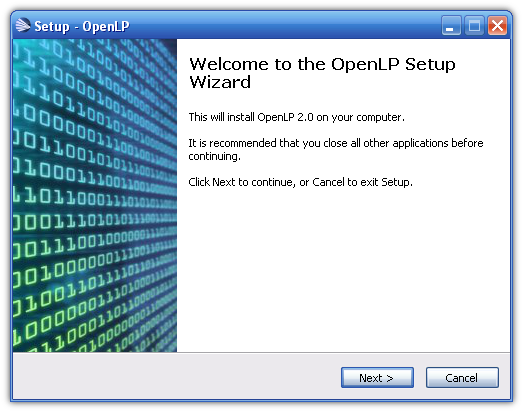 Setup - OpenLP
Welcome to the OpenLP Setup
Wizard
This will install OpenLP 2.0 on your computer.
It is recommended that you close all other applications before
continuing.
Click Next to continue, or Cancel to exit Setup.
Next >
Cancel